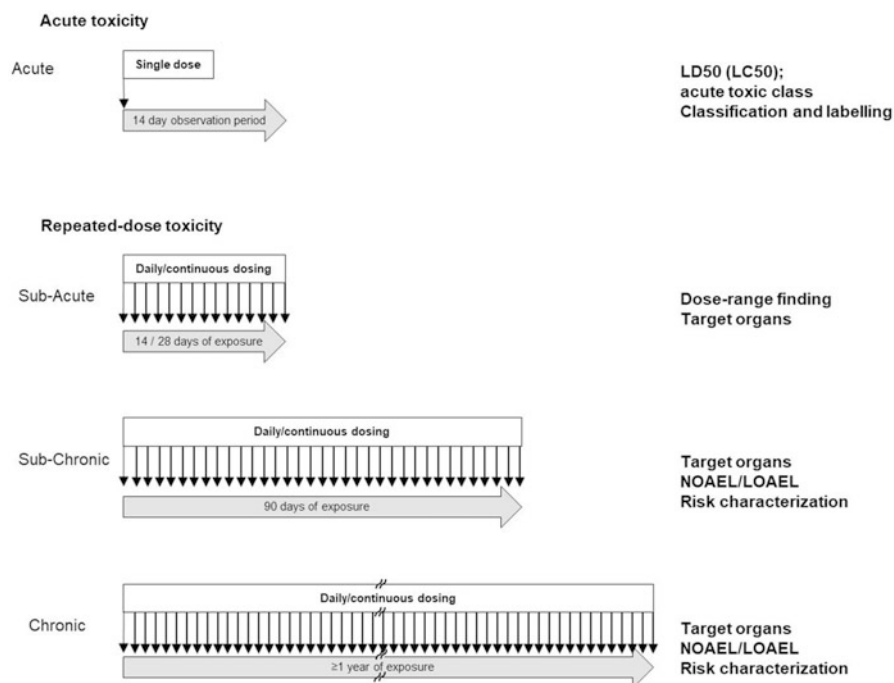 Acute toxicity
Acute
Single dose
14 day observation period
LD50 (LC50);
acute toxic class
Classification and labelling
Repeated-dose toxicity
Sub-Acute
Daily/continuous dosing
14 / 28 days of exposure
Dose-range finding
Target organs
Sub-Chronic
Daily/continuous dosing
90 days of exposure
Target organs
NOAEL/LOAEL
Risk characterization
Chronic
Daily/continuous dosing
≥1 year of exposure
Target organs
NOAEL/LOAEL
Risk characterization